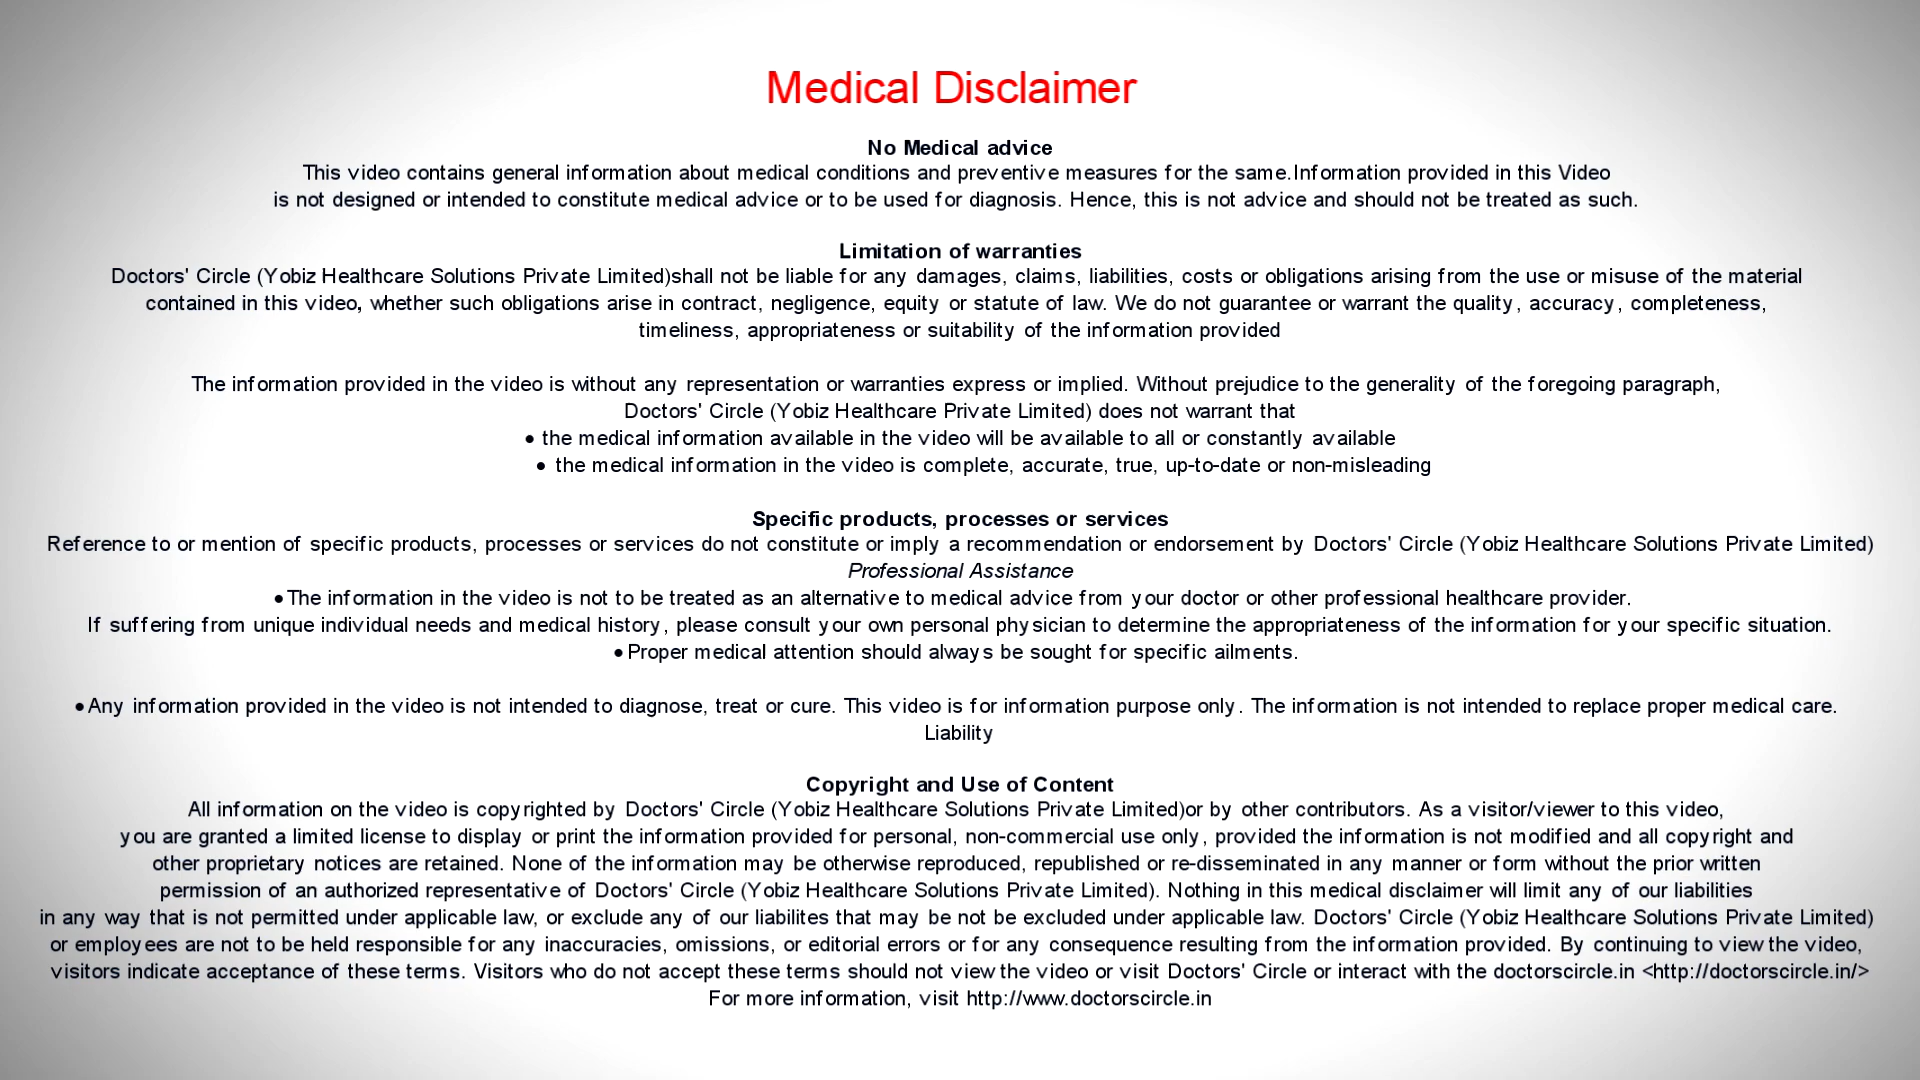 Medical Disclaimer
No Medical advice
This video contains general information about medical conditions and preventive measures for the same.Information provided in this Video
is not designed or intended to constitute medical advice or to be used for diagnosis. Hence, this is not advice and should not be treated as such.
Limitation of warranties
Doctors' Circle (Yobiz Healthcare Solutions Private Limited)shall not be liable for any damages, claims, liabilities, costs or obligations arising from the use or misuse of the material
contained in this video, whether such obligations arise in contract, negligence, equity or statute of law. We do not guarantee or warrant the quality, accuracy, completeness,
timeliness, appropriateness or suitability of the information provided
The information provided in the video is without any representation or warranties express or implied. Without prejudice to the generality of the foregoing paragraph,
Doctors' Circle (Yobiz Healthcare Private Limited) does not warrant that
• the medical information available in the video will be available to all or constantly available
• the medical information in the video is complete, accurate, true, up-to-date or non-misleading
Specific products, processes or services
Reference to or mention of specific products, processes or services do not constitute or imply a recommendation or endorsement by Doctors' Circle (Yobiz Healthcare Solutions Private Limited)
Professional Assistance
•The information in the video is not to be treated as an alternative to medical advice from your doctor or other professional healthcare provider.
If suffering from unique individual needs and medical history, please consult your own personal physician to determine the appropriateness of the information for your specific situation.
•Proper medical attention should always be sought for specific ailments.
•Any information provided in the video is not intended to diagnose, treat or cure. This video is for information purpose only. The information is not intended to replace proper medical care.
Liability
Copyright and Use of Content
All information on the video is copyrighted by Doctors' Circle (Yobiz Healthcare Solutions Private Limited)or by other contributors. As a visitor/viewer to this video,
you are granted a limited license to display or print the information provided for personal, non-commercial use only, provided the information is not modified and all copyright and
other proprietary notices are retained. None of the information may be otherwise reproduced, republished or re-disseminated in any manner or form without the prior written
permission of an authorized representative of Doctors' Circle (Yobiz Healthcare Solutions Private Limited). Nothing in this medical disclaimer will limit any of our liabilities
in any way that is not permitted under applicable law, or exclude any of our liabilites that may be not be excluded under applicable law. Doctors' Circle (Yobiz Healthcare Solutions Private Limited)
or employees are not to be held responsible for any inaccuracies, omissions, or editorial errors or for any consequence resulting from the information provided. By continuing to view the video,
visitors indicate acceptance of these terms. Visitors who do not accept these terms should not view the video or visit Doctors' Circle or interact with the doctorscircle.in <http://doctorscircle.in/>
For more information, visit http://www.doctorscircle.in